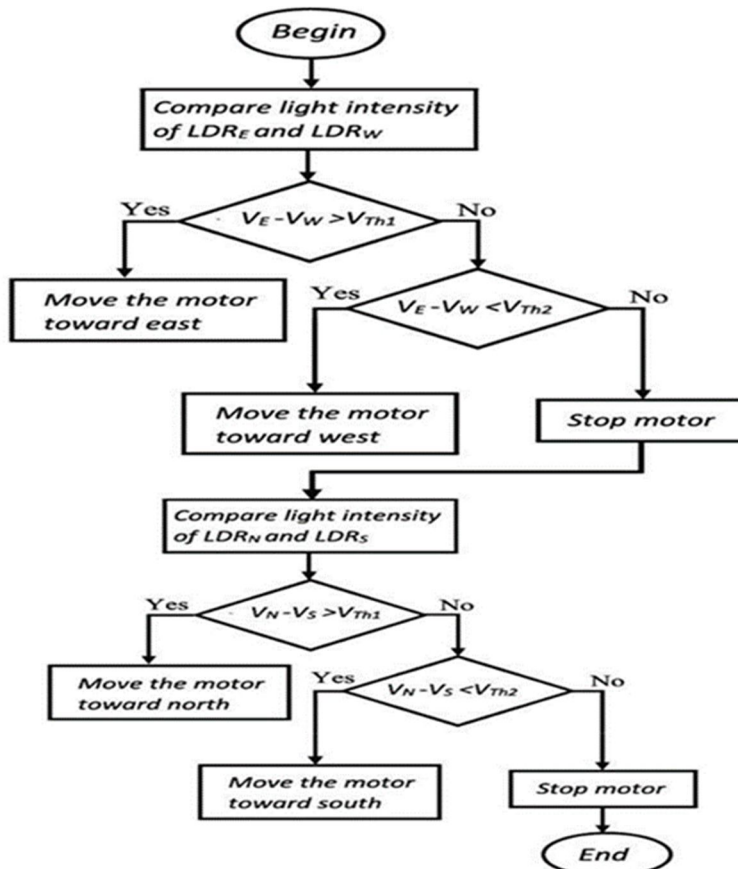 Begin
Compare light intensity
of LDRE and LDRW
Yes
VE-VW >VTh1
No
Move the motor
toward east
Yes
VE-VW <VTh2
No
Move the motor
toward west
Stop motor
Compare light intensity
of LDRN and LDRS
Yes
VN-VS >VTh1
No
Move the motor
toward north
Yes
VN-VS <VTh2
No
Move the motor
toward south
Stop motor
End